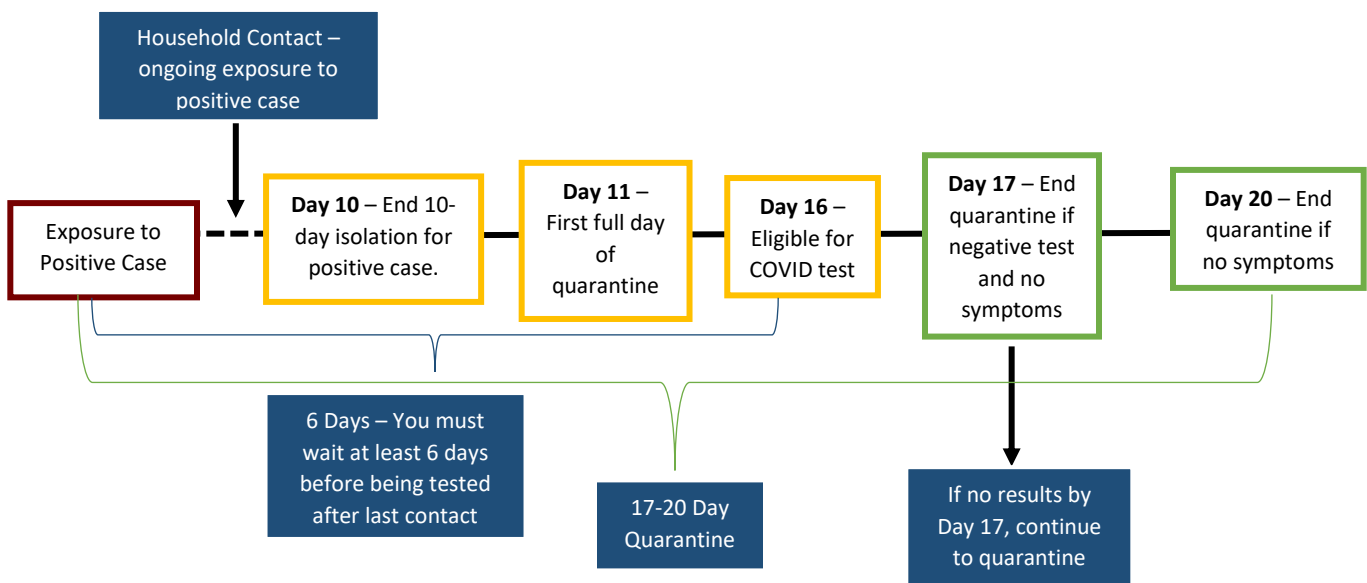 Household Contact –
ongoing exposure to
positive case
Exposure to
Positive Case
Day 10 – End 10-
day isolation for
positive case.
Day 11 –
First full day
of
quarantine
Day 16 –
Eligible for
COVID test
Day 17 – End
quarantine if
negative test
and no
symptoms
Day 20 – End
quarantine if
no symptoms
6 Days – You must
wait at least 6 days
before being tested
after last contact
17-20 Day
Quarantine
If no results by
Day 17, continue
to quarantine